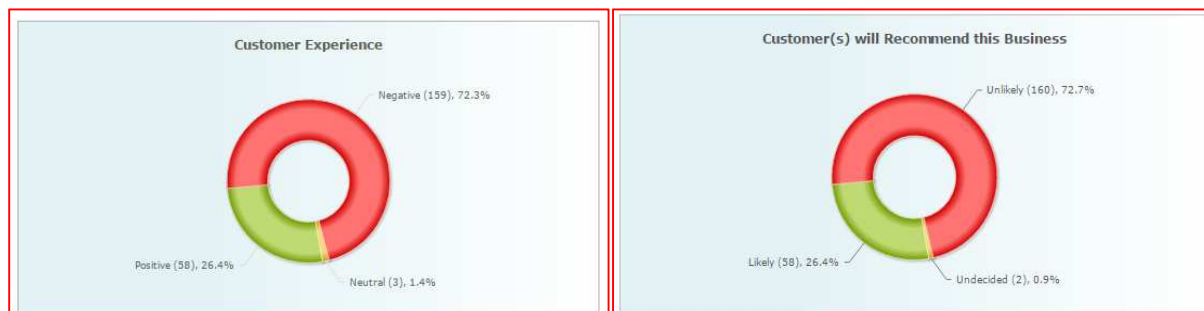 Customer Experience
Negative (159), 72.3%
Positive (58), 26.4%
Neutral (3), 1.4%
Customer(s) will Recommend this Business
Unlikely (160), 72.7%
Likely (58), 26.4%
Undecided (2), 0.9%